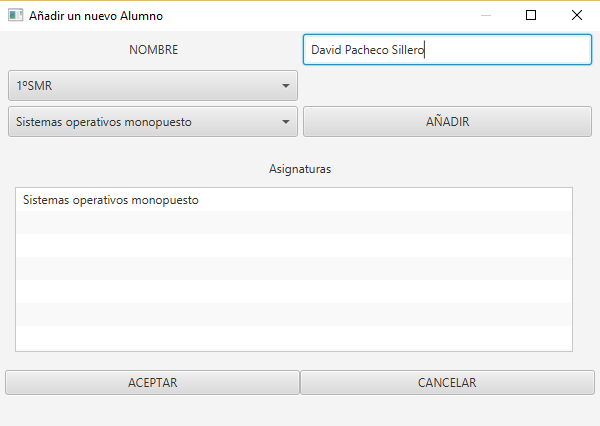 Añadir un nuevo Alumno
NOMBRE
David Pacheco Sillero
1ºSMR
Sistemas operativos monopuesto
AÑADIR
Asignaturas
Sistemas operativos monopuesto
ACEPTAR
CANCELAR